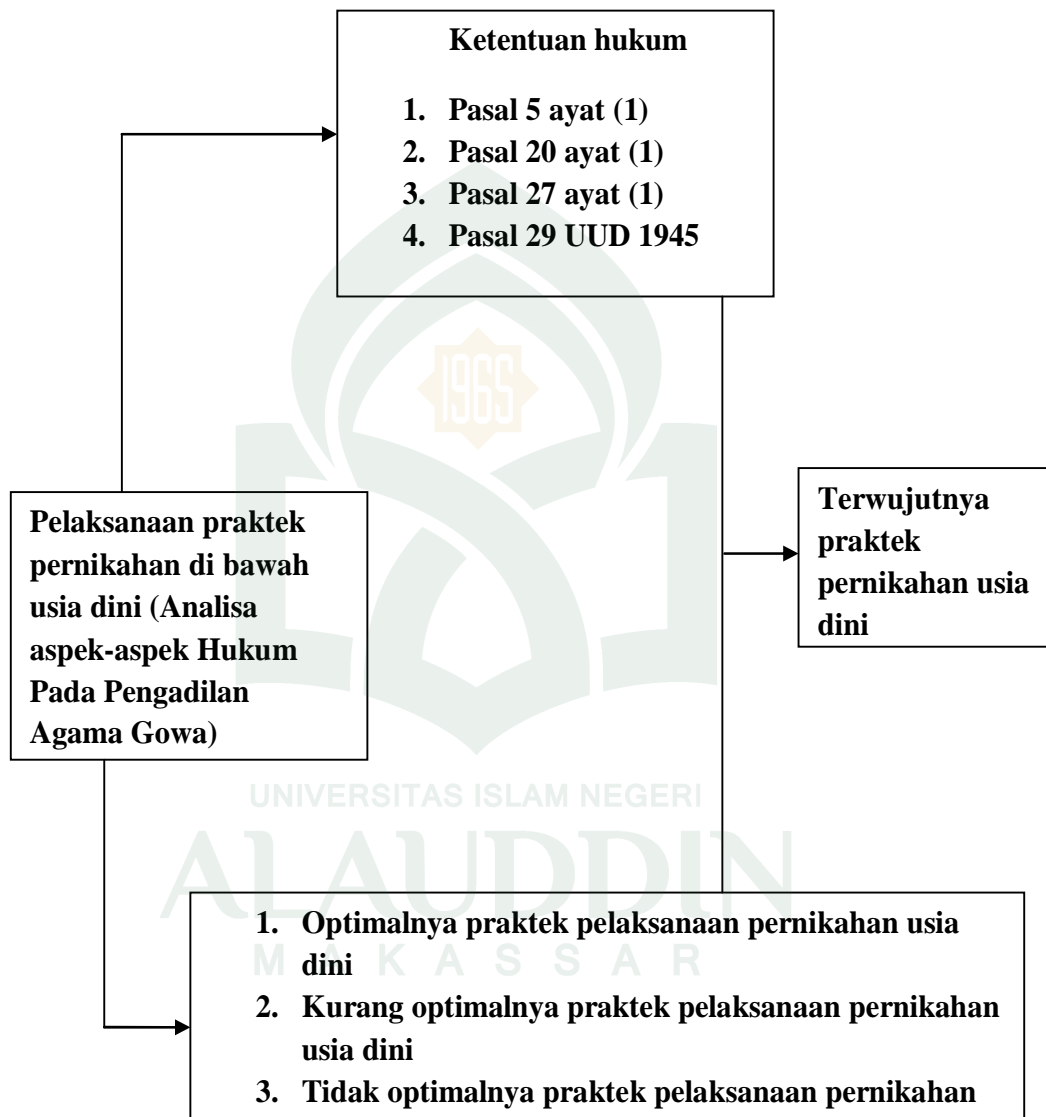 Ketentuan hukum
1. Pasal 5 ayat (1)
2. Pasal 20 ayat (1)
3. Pasal 27 ayat (1)
4. Pasal 29 UUD 1945
1965
Pelaksanaan praktek
pernikahan di bawah
usia dini (Analisa
aspek-aspek Hukum
Pada Pengadilan
Agama Gowa)
Terwujutnya
praktek
pernikahan usia
dini
UNIVERSITAS ISLAM NEGERI
ALAUDDIN
MAKASSAR
1. Optimalnya praktek pelaksanaan pernikahan usia
dini
2. Kurang optimalnya praktek pelaksanaan pernikahan
usia dini
3. Tidak optimalnya praktek pelaksanaan pernikahan